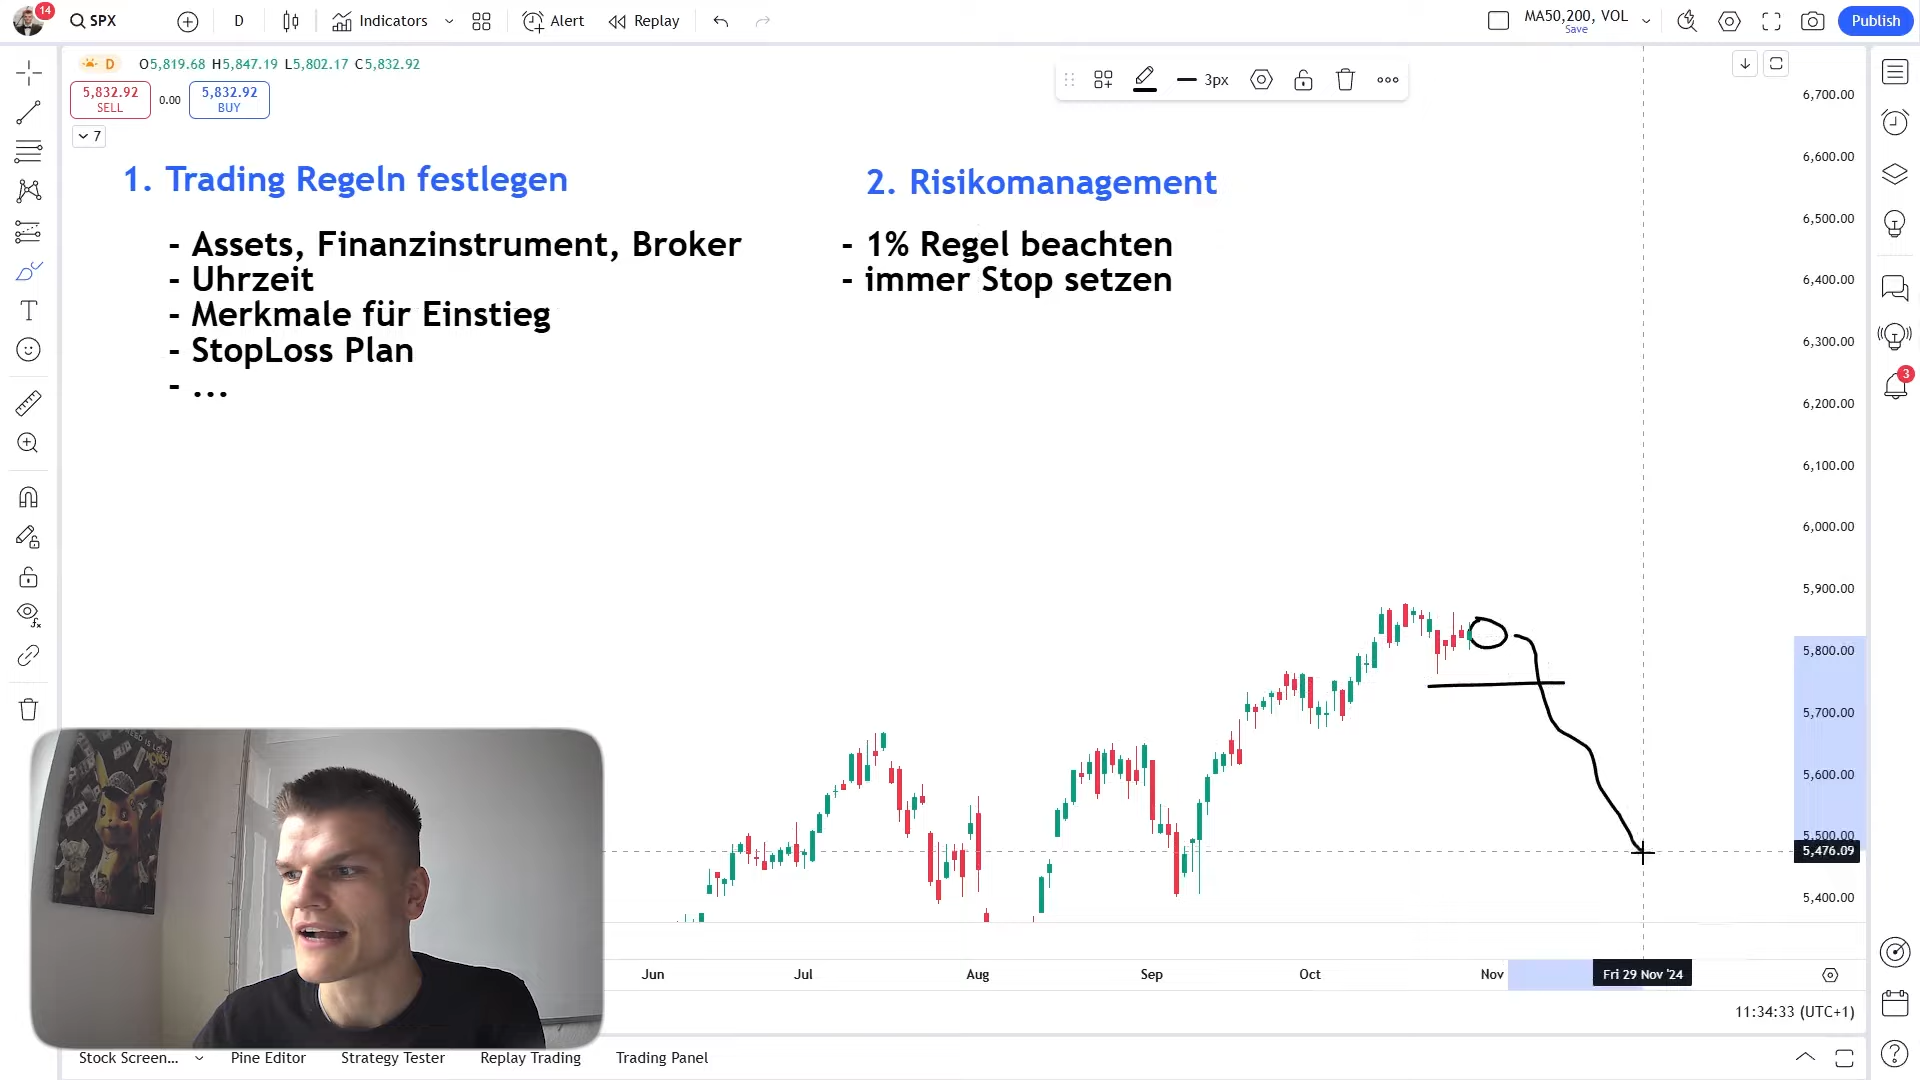 14
SPX
D
Indicators
Alert
Replay
MA50,200, VOL
Save
Publish
D O5,819.68 H5,847.19 L5,802.17 C5,832.92
5,832.92
SELL
0.00
5,832.92
BUY
7
3px
1. Trading Regeln festlegen
- Assets, Finanzinstrument, Broker
- Uhrzeit
- Merkmale für Einstieg
- StopLoss Plan
- ...
2. Risikomanagement
- 1% Regel beachten
- immer Stop setzen
6,700.00
6,600.00
6,500.00
6,400.00
6,300.00
6,200.00
6,100.00
6,000.00
5,900.00
5,800.00
5,700.00
5,600.00
5,500.00
5,476.09
5,400.00
3
Jun
Jul
Aug
Sep
Oct
Nov
Fri 29 Nov '24
11:34:33 (UTC+1)
Stock Screen...
Pine Editor
Strategy Tester
Replay Trading
Trading Panel